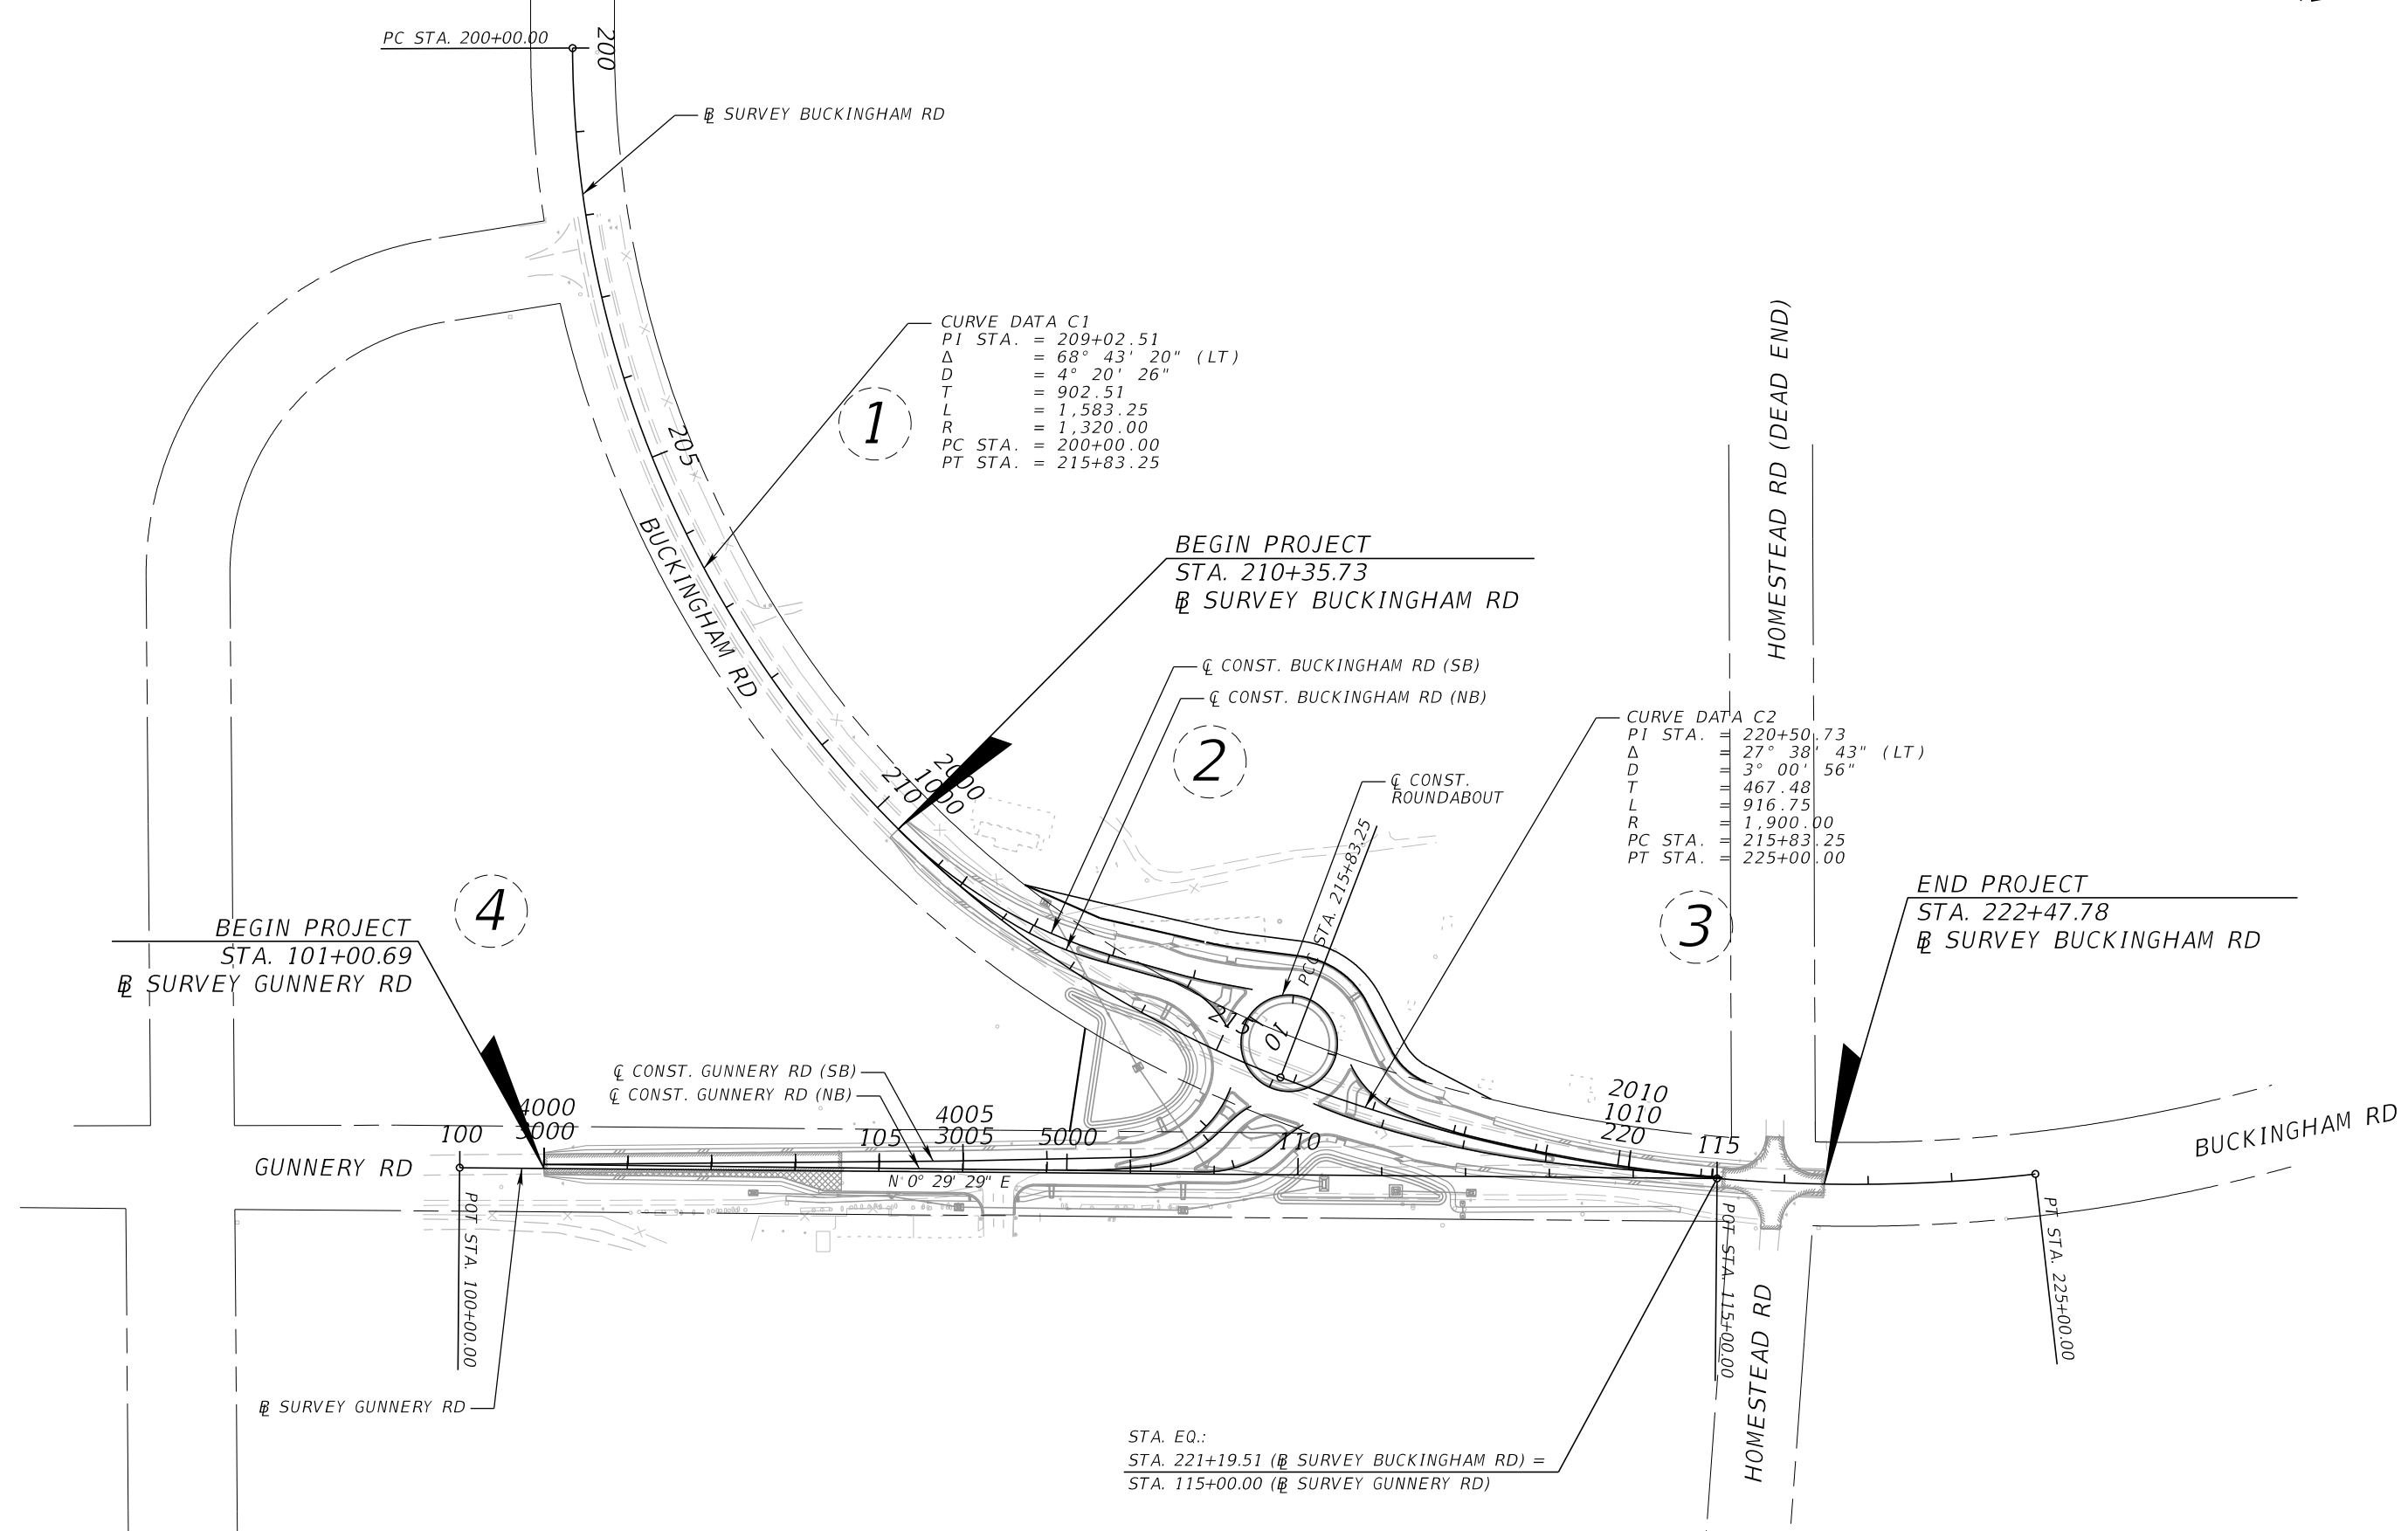 PC STA. 200+00.00
200
℄ SURVEY BUCKINGHAM RD
CURVE DATA C1
PI STA. = 209+02.51
Δ = 68° 43' 20" (LT)
D = 4° 20' 26"
T = 902.51
L = 1,583.25
R = 1,320.00
PC STA. = 200+00.00
PT STA. = 215+83.25
1
205
BUCKINGHAM RD
HOMESTEAD RD (DEAD END)
BEGIN PROJECT
STA. 210+35.73
℄ SURVEY BUCKINGHAM RD
℄ CONST. BUCKINGHAM RD (SB)
℄ CONST. BUCKINGHAM RD (NB)
2
CURVE DATA C2
PI STA. = 220+50.73
Δ = 27° 38' 43" (LT)
D = 3° 00' 56"
T = 467.48
L = 916.75
R = 1,900.00
PC STA. = 215+83.25
PT STA. = 225+00.00
2000
1000
210
℄ CONST.
ROUNDABOUT
PCC STA. 215+83.25
3
END PROJECT
STA. 222+47.78
℄ SURVEY BUCKINGHAM RD
4
BEGIN PROJECT
STA. 101+00.69
℄ SURVEY GUNNERY RD
215
10
℄ CONST. GUNNERY RD (SB)
℄ CONST. GUNNERY RD (NB)
4000
3000
100
105
4005
3005
5000
110
2010
1010
220
115
GUNNERY RD
N 0° 29' 29" E
BUCKINGHAM RD
POT STA. 100+00.00
POT STA. 115+00.00
PT STA. 225+00.00
HOMESTEAD RD
℄ SURVEY GUNNERY RD
STA. EQ.:
STA. 221+19.51 (℄ SURVEY BUCKINGHAM RD) =
STA. 115+00.00 (℄ SURVEY GUNNERY RD)